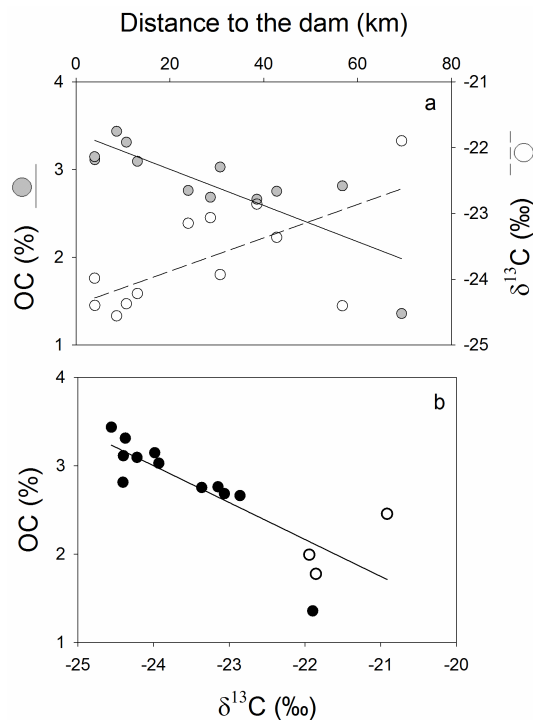 Distance to the dam (km)
0 20 40 60 80
a
4
3
2
1
OC (%)
-21
-22
-23
-24
-25
δ13C (‰)
b
4
3
2
1
OC (%)
-25 -24 -23 -22 -21 -20
δ13C (‰)